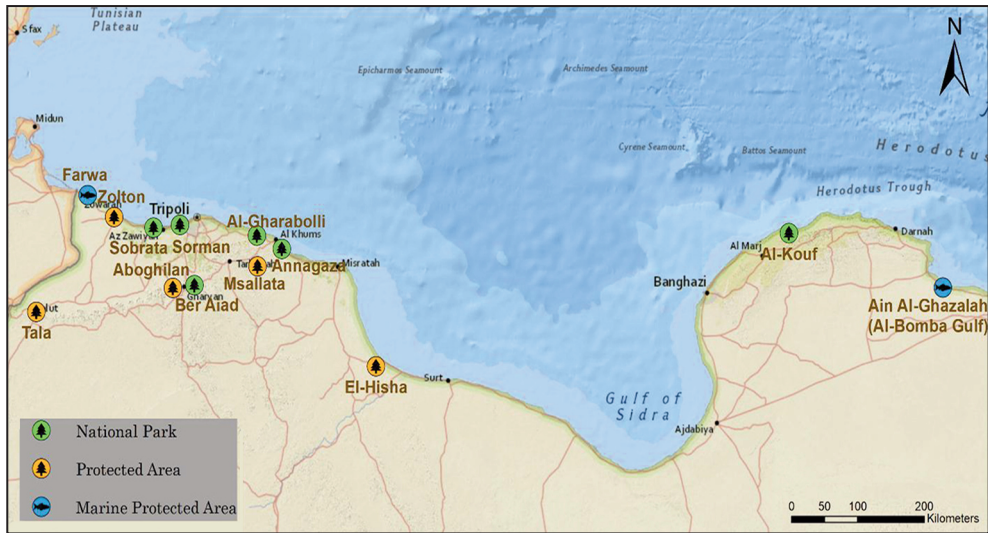 Tunisian
Plateau
Sfax
N
Epicharmos Seamount
Archimedes Seamount
Midun
Cyrene Seamount
Battos Seamount
Herodotus
Farwa
Zolton
Herodotus Trough
Tripoli
Al-Gharabolli
Az Zawiya
Sobrata
Sorman
Al Khums
Darnah
Al Marj
Al-Kouf
Aboghilan
Annagaza
Misratah
Msallata
Gharyan
Ber Aiad
Banghazi
Ain Al-Ghazalah
(Al-Bomba Gulf)
Tala
El-Hisha
Surt
Gulf of
Sidra
Ajdabiya
National Park
Protected Area
Marine Protected Area
0 50 100 200
Kilometers